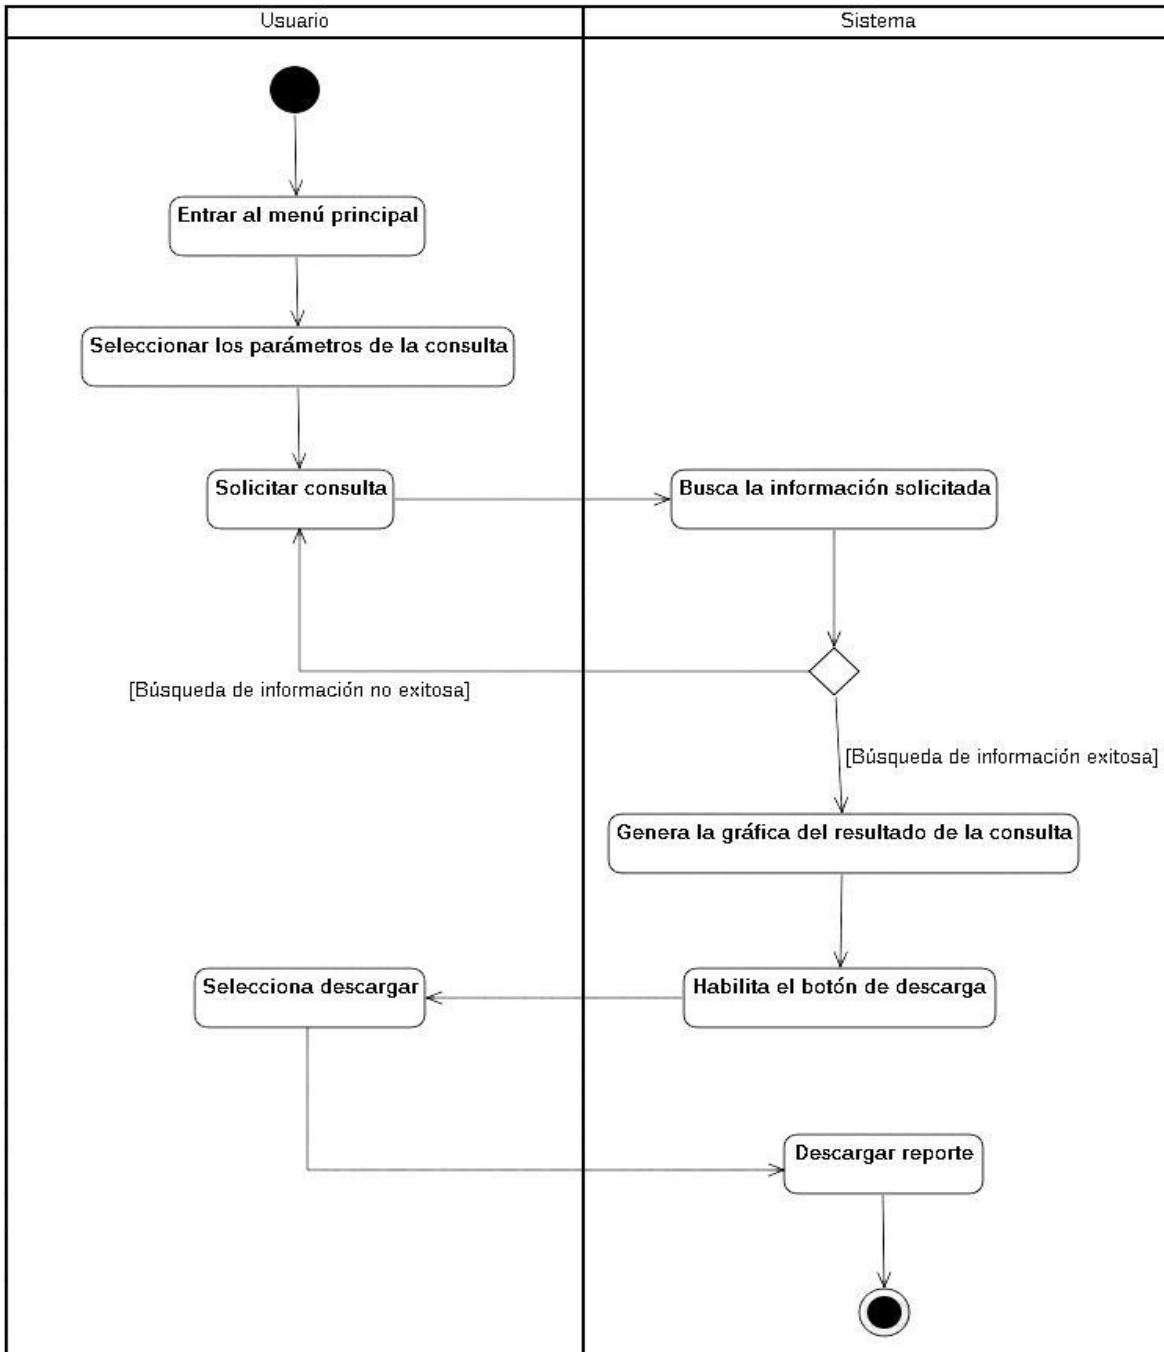 Usuario
Sistema
Entrar al menú principal
Seleccionar los parámetros de la consulta
Solicitar consulta
Busca la información solicitada
[Búsqueda de información no exitosa]
[Búsqueda de información exitosa]
Genera la gráfica del resultado de la consulta
Selecciona descargar
Habilita el botón de descarga
Descargar reporte